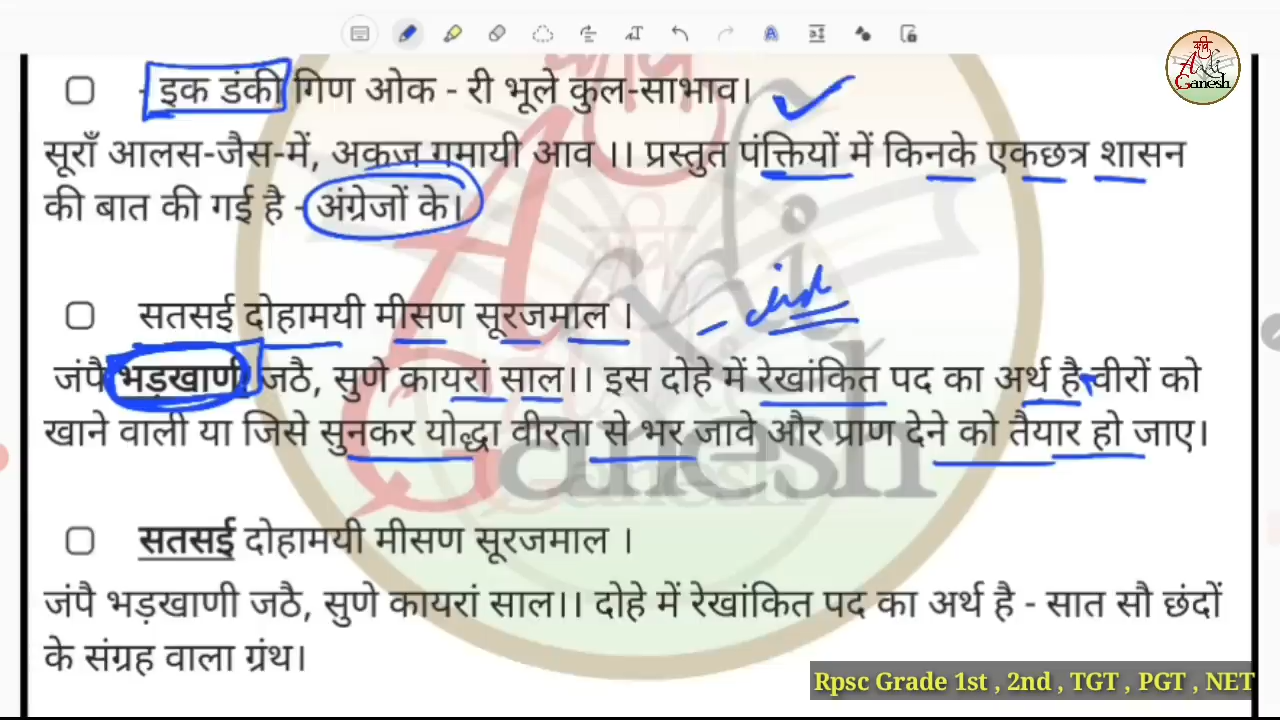 इक डंकी गिण ओक - री भूले कुल-साभाव।
सूराँ आलस-जैस-में, अकज गमायी आव ।। प्रस्तुत पंक्तियों में किनके एकछत्र शासन
की बात की गई है - अंग्रेजों के।
सतसई दोहामयी मीसण सूरजमाल ।
जंपै भड़खाणी जठै, सुणे कायरां साल।। इस दोहे में रेखांकित पद का अर्थ है वीरों को
खाने वाली या जिसे सुनकर योद्धा वीरता से भर जावे और प्राण देने को तैयार हो जाए।
सतसई दोहामयी मीसण सूरजमाल ।
जंपै भड़खाणी जठै, सुणे कायरां साल।। दोहे में रेखांकित पद का अर्थ है - सात सौ छंदों
के संग्रह वाला ग्रंथ।
Rpsc Grade 1st , 2nd , TGT , PGT , NET